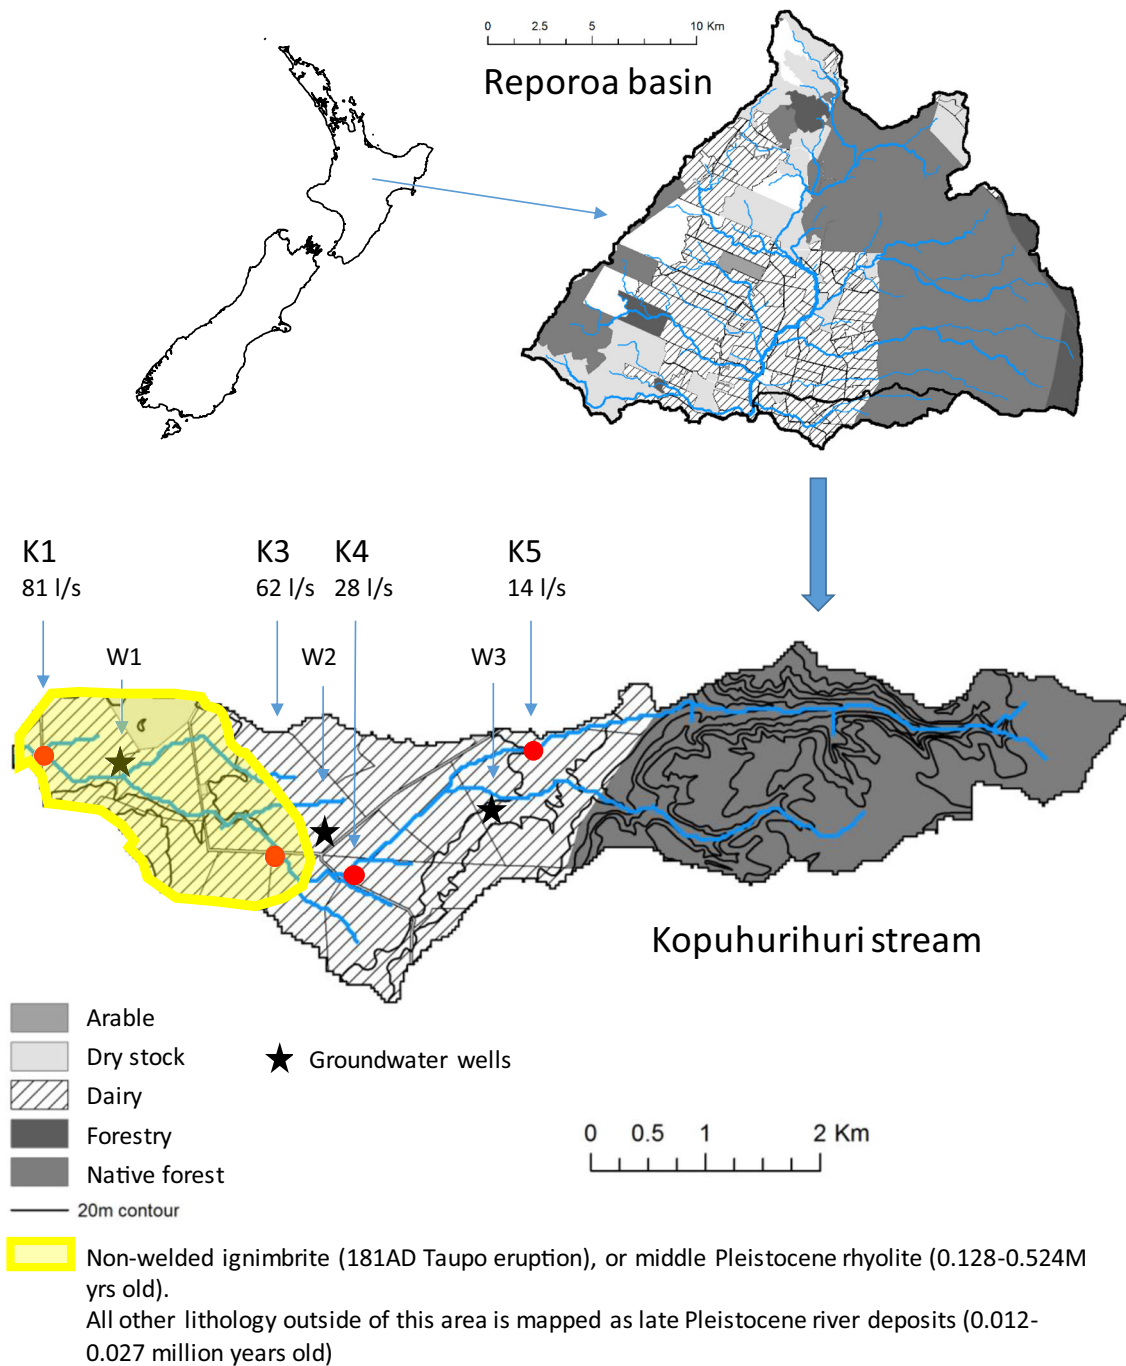 0 2.5 5 10 Km
Reporoa basin
K1 K3 K4 K5
81 l/s 62 l/s 28 l/s 14 l/s
W1 W2 W3
Kopuhurihuri stream
Arable
Dry stock
Groundwater wells
Dairy
Forestry
0 0.5 1 2 Km
Native forest
20m contour
Non-welded ignimbrite (181AD Taupo eruption), or middle Pleistocene rhyolite (0.128-0.524M
yrs old).
All other lithology outside of this area is mapped as late Pleistocene river deposits (0.012-
0.027 million years old)